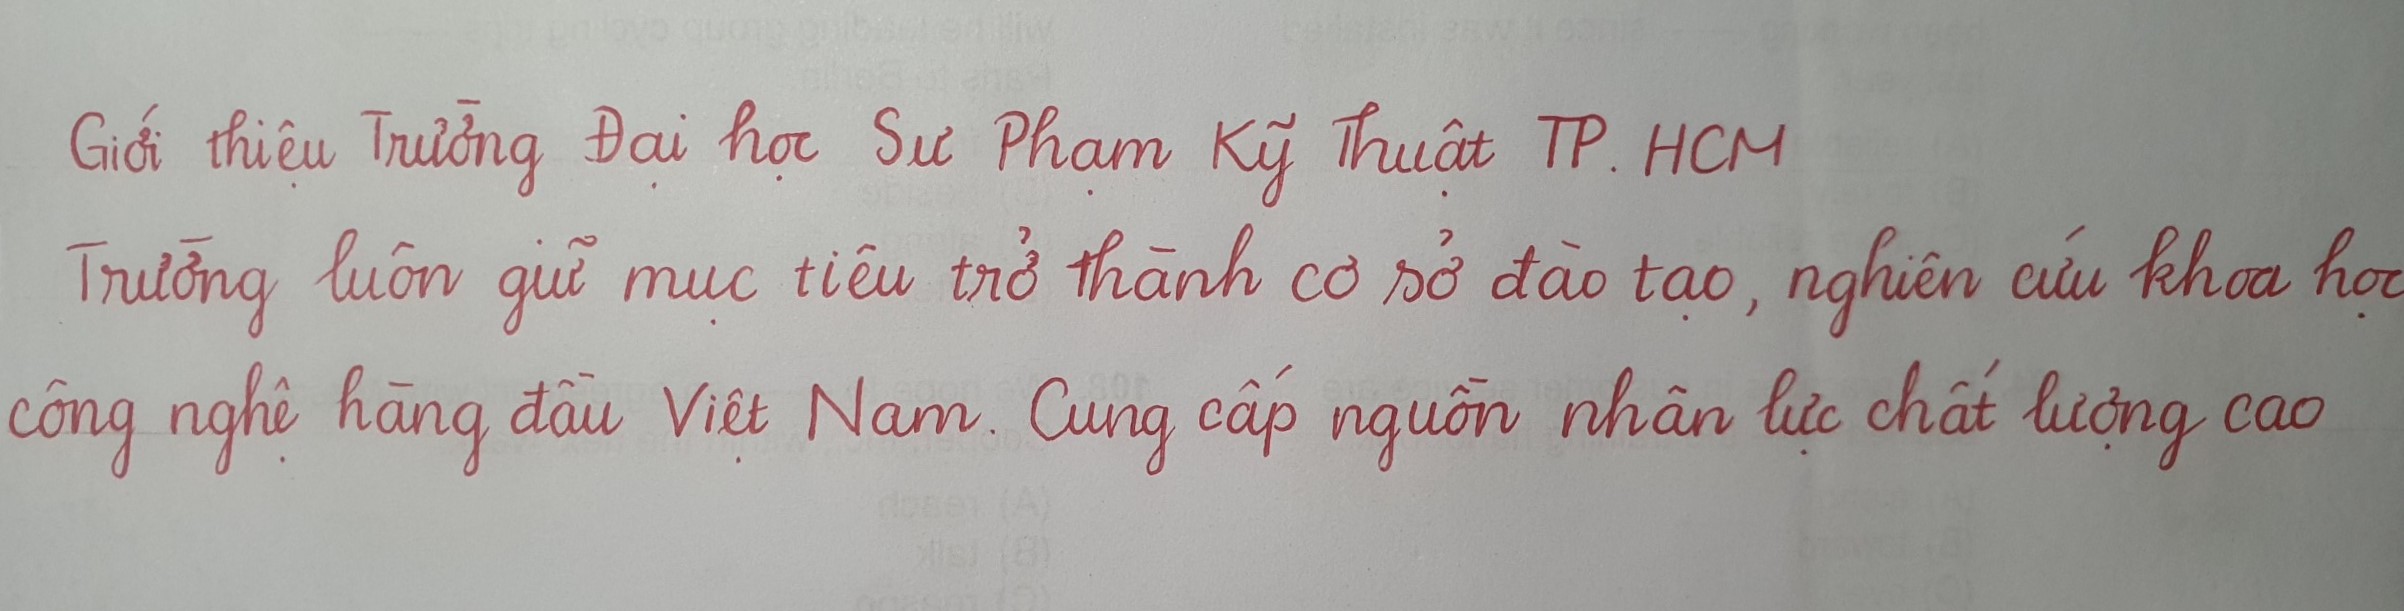 Giới thiệu Trường Đại học Sư Phạm Kỹ Thuật TP. HCM
Trường luôn giữ mục tiêu trở thành cơ sở đào tạo, nghiên cứu khoa học
công nghệ hàng đầu Việt Nam. Cung cấp nguồn nhân lực chất lượng cao